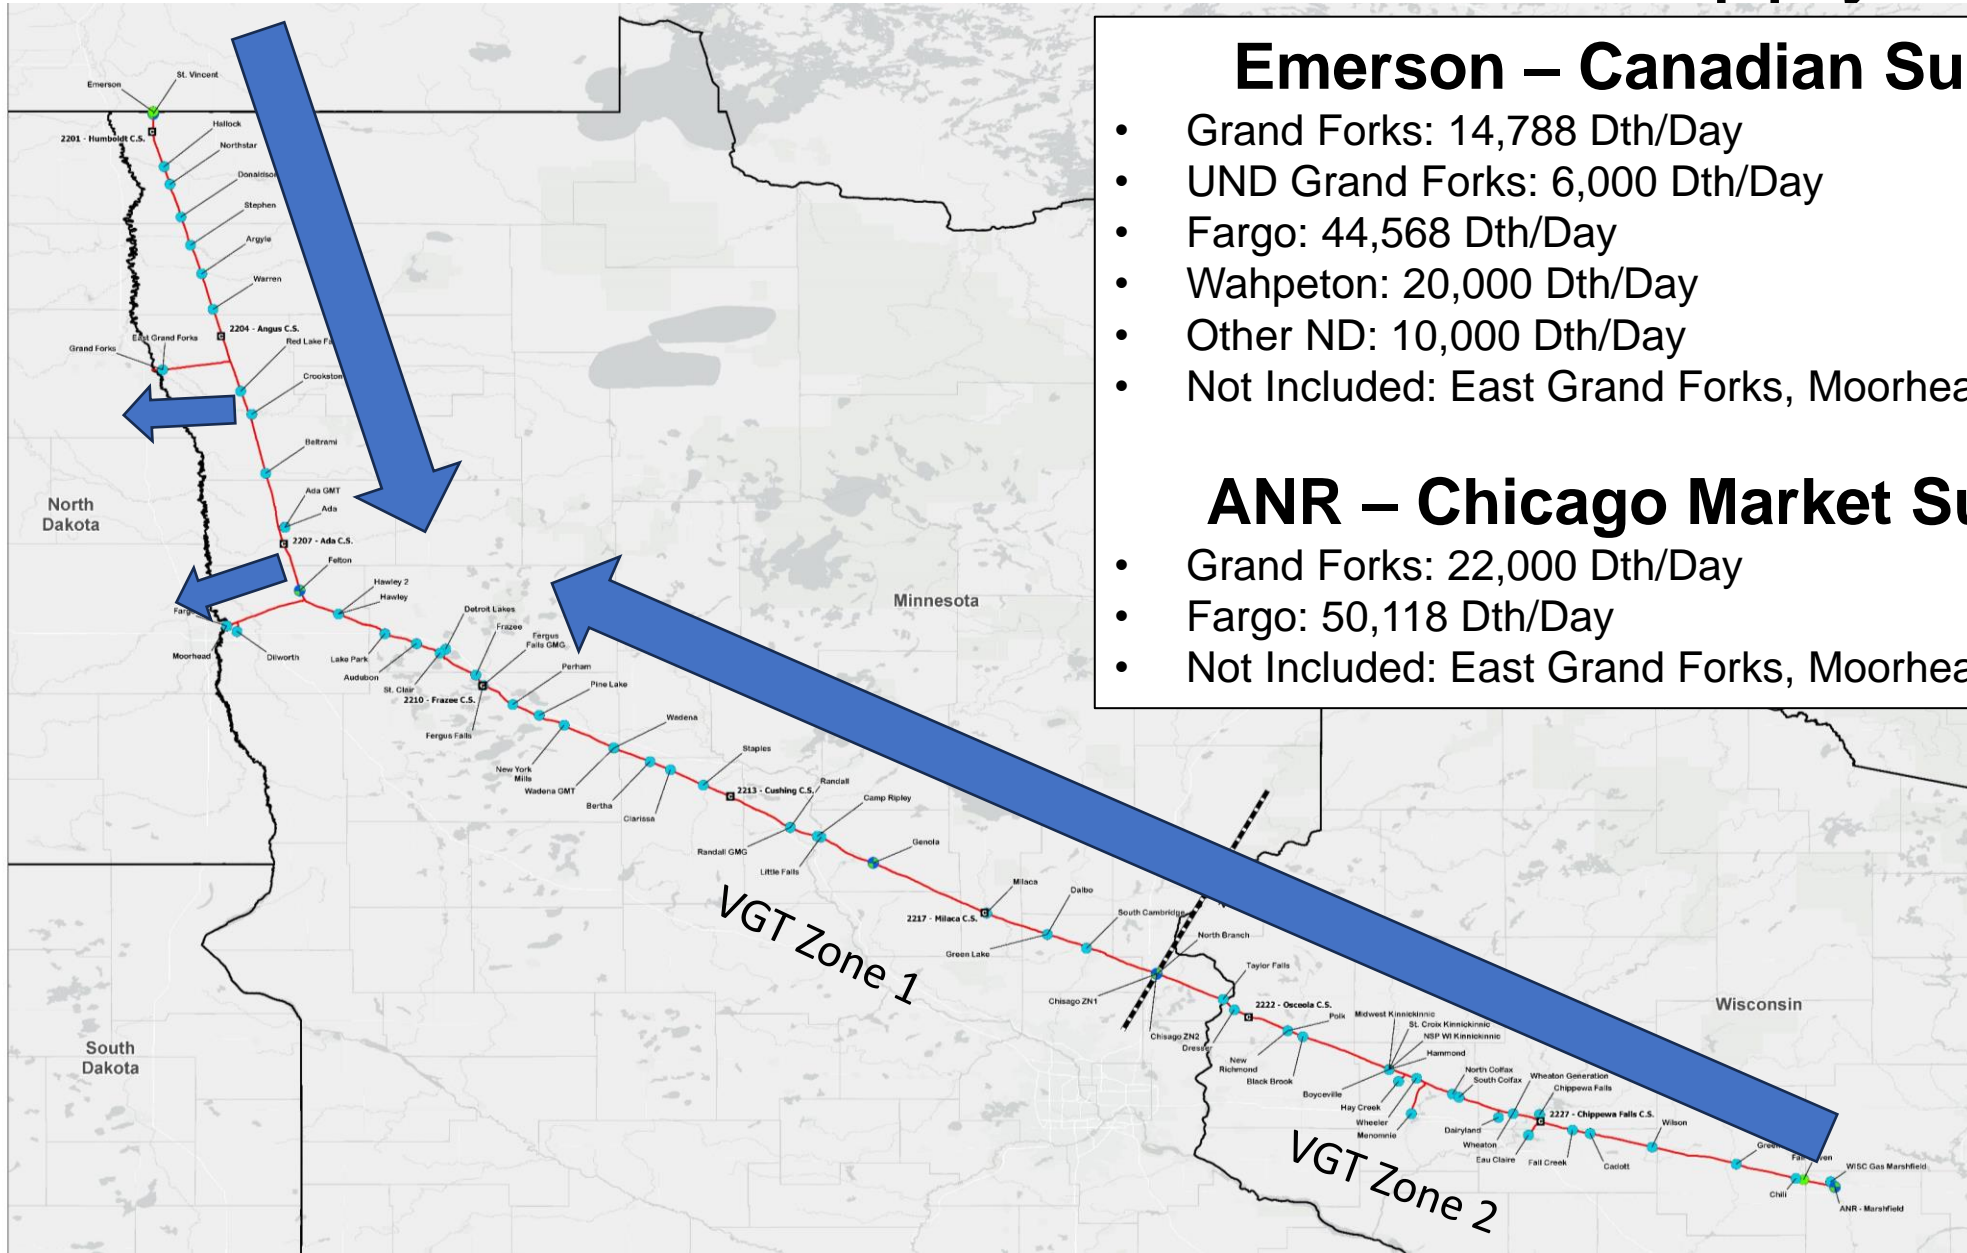 Emerson – Canadian Su
• Grand Forks: 14,788 Dth/Day
• UND Grand Forks: 6,000 Dth/Day
• Fargo: 44,568 Dth/Day
• Wahpeton: 20,000 Dth/Day
• Other ND: 10,000 Dth/Day
• Not Included: East Grand Forks, Moorhea
ANR – Chicago Market Su
• Grand Forks: 22,000 Dth/Day
• Fargo: 50,118 Dth/Day
• Not Included: East Grand Forks, Moorhea
St. Vincent
Emerson
2201 - Humboldt C.S.
Hallock
Northstar
Donaldson
Stephen
Argyle
Warren
2204 - Angus C.S.
East Grand Forks
Grand Forks
Red Lake Fa
Crookston
Beltrami
Ada GMT
Ada
2207 - Ada C.S.
Felton
North
Dakota
Minnesota
Hawley 2
Hawley
Farg
Moorhead
Dilworth
Lake Park
Audubon
St. Clair
Detroit Lakes
Frazee
Fergus
Falls GMG
2210 - Frazee C.S.
Fergus Falls
Perham
Pine Lake
New York
Mills
Wadena
Wadena GMT
Bertha
Clarissa
Staples
2213 - Cushing C.S.
Randall
Camp Ripley
Randall GMG
Little Falls
Genola
VGT Zone 1
Milaca
2217 - Milaca C.S.
Dalbo
Green Lake
South Cambridge
North Branch
Chisago ZN1
Chisago ZN2
Taylor Falls
Dresser
2222 - Osceola C.S.
Polk
New
Richmond
Black Brook
Midwest Kinnickinnic
St. Croix Kinnickinnic
NSP WI Kinnickinnic
Hammond
Boyceville
Hay Creek
Wheeler
Menomnie
North Colfax
South Colfax
Wheaton Generation
Chippewa Falls
2227 - Chippewa Falls C.S.
Dairyland
Wheaton
Eau Claire
Fall Creek
Cadott
Wilson
Wisconsin
South
Dakota
VGT Zone 2
Green
Chili
WISC Gas Marshfield
ANR - Marshfield